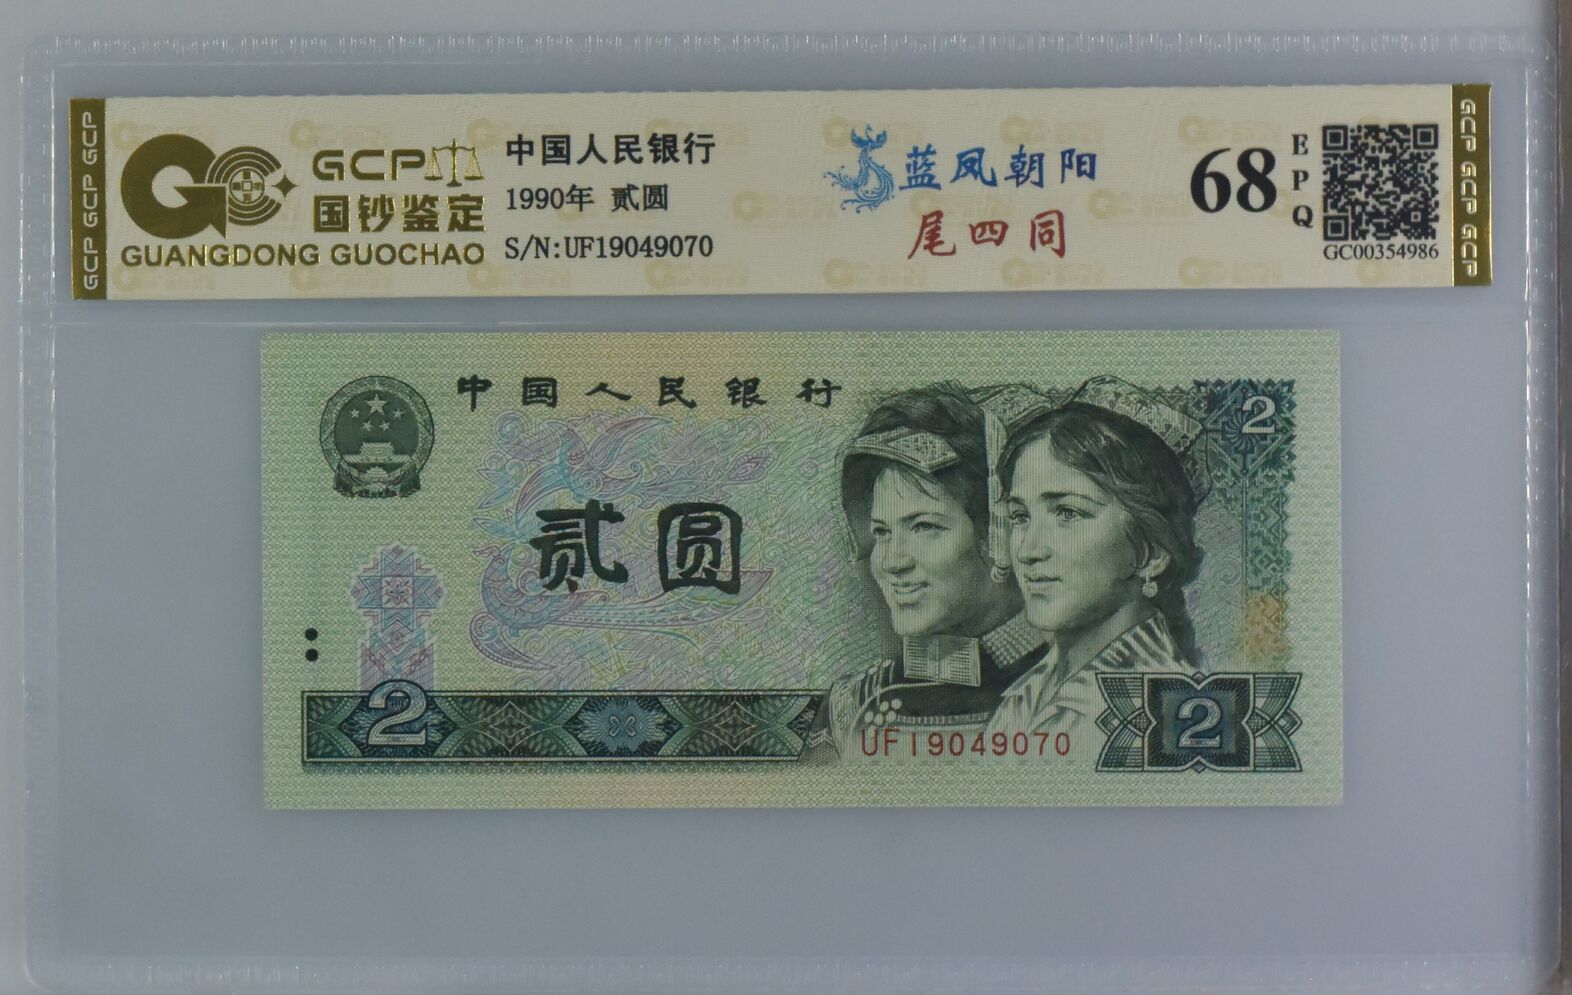 GCP GCP GCP
GCP
国钞鉴定
GUANGDONG GUOCHAO
中国人民银行
1990年 贰圆
S/N:UF19049070
蓝凤朝阳
尾四同
68
EPQ
GC00354986
GCP GCP GCP
中国人民银行
2
贰圆
2
UF19049070
2